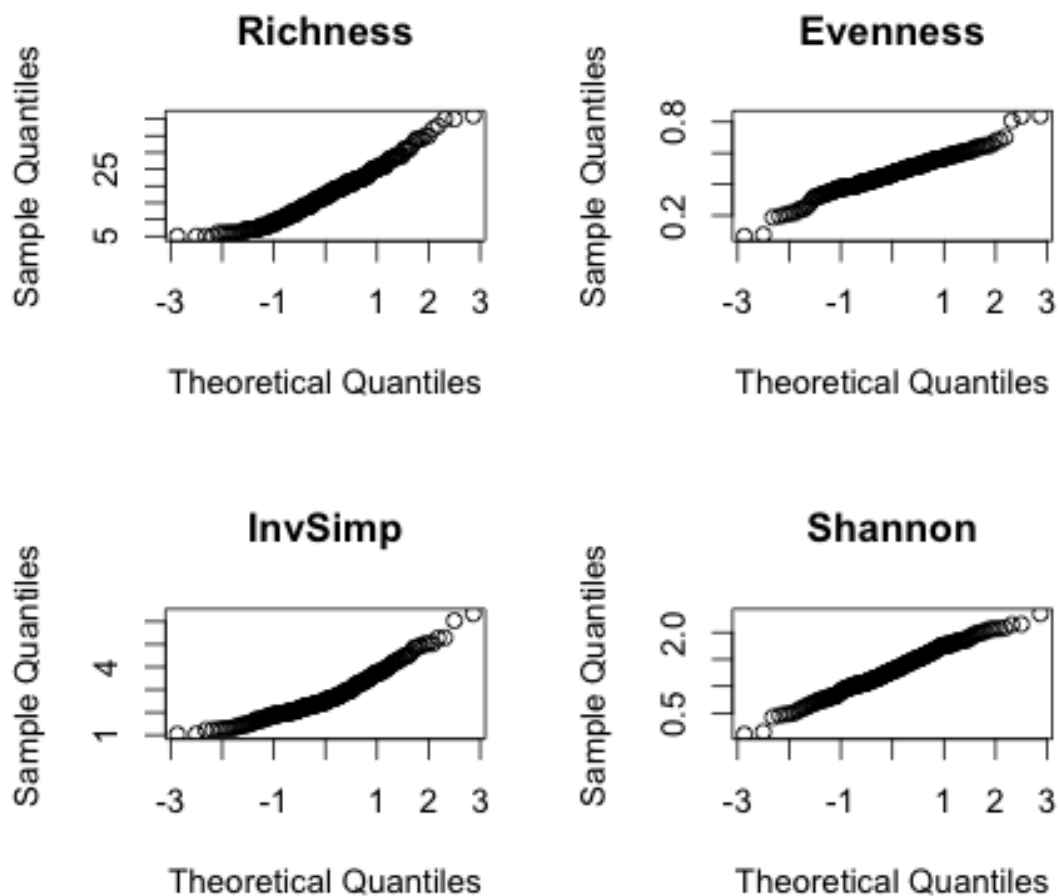 Richness
Sample Quantiles
25
5
-3 -1 1 2 3
Theoretical Quantiles
Evenness
Sample Quantiles
0.8
0.2
-3 -1 1 2 3
Theoretical Quantiles
InvSimp
Sample Quantiles
4
1
-3 -1 1 2 3
Theoretical Quantiles
Shannon
Sample Quantiles
2.0
0.5
-3 -1 1 2 3
Theoretical Quantiles